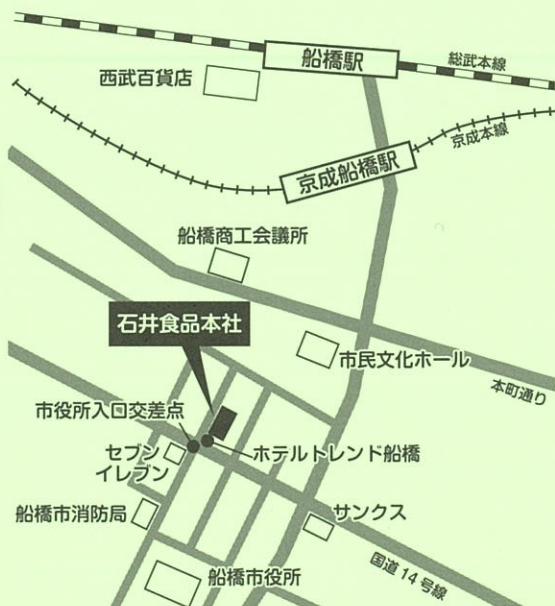 船橋駅
総武本線
西武百貨店
京成本線
京成船橋駅
船橋商工会議所
石井食品本社
市民文化ホール
本町通り
市役所入口交差点
セブン
イレブン
ホテルトレンド船橋
船橋市消防局
サンクス
国道14号線
船橋市役所